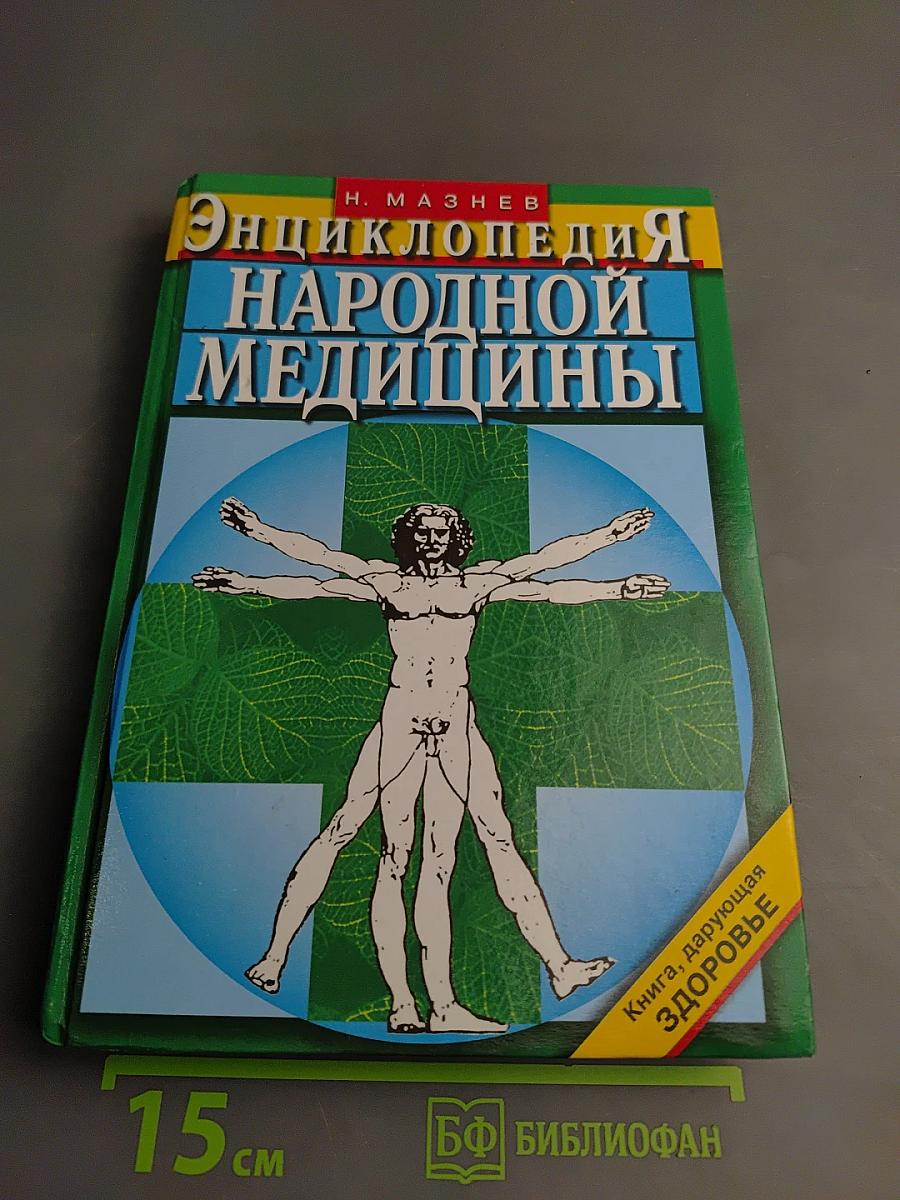 Н. МАЗНЕВ
ЭНЦИКЛОПЕДИЯ
НАРОДНОЙ
МЕДИЦИНЫ
Книга, дарующая
ЗДОРОВЬЕ
15 см
БФ БИБЛИОФАН